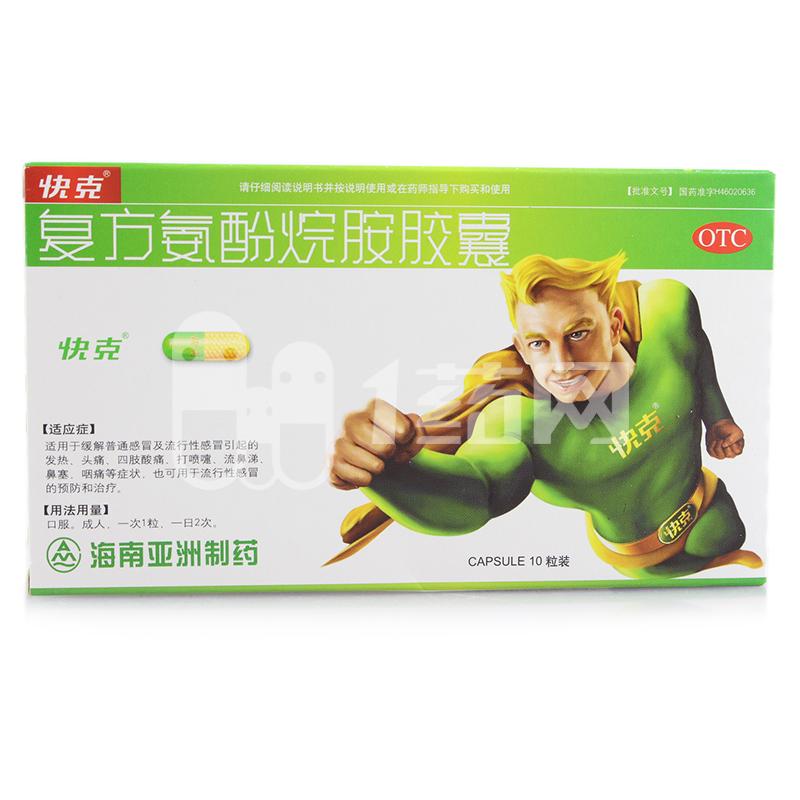 快克®
请仔细阅读说明书并按说明使用或在药师指导下购买和使用
【批准文号】国药准字H46020636
复方氨酚烷胺胶囊
OTC
快克®
【适应症】
适用于缓解普通感冒及流行性感冒引起的
发热、头痛、四肢酸痛、打喷嚏、流鼻涕、
鼻塞、咽痛等症状，也可用于流行性感冒
的预防和治疗。
【用法用量】
口服。成人，一次1粒，一日2次。
海南亚洲制药
快克®
快克
CAPSULE 10 粒装
1药网